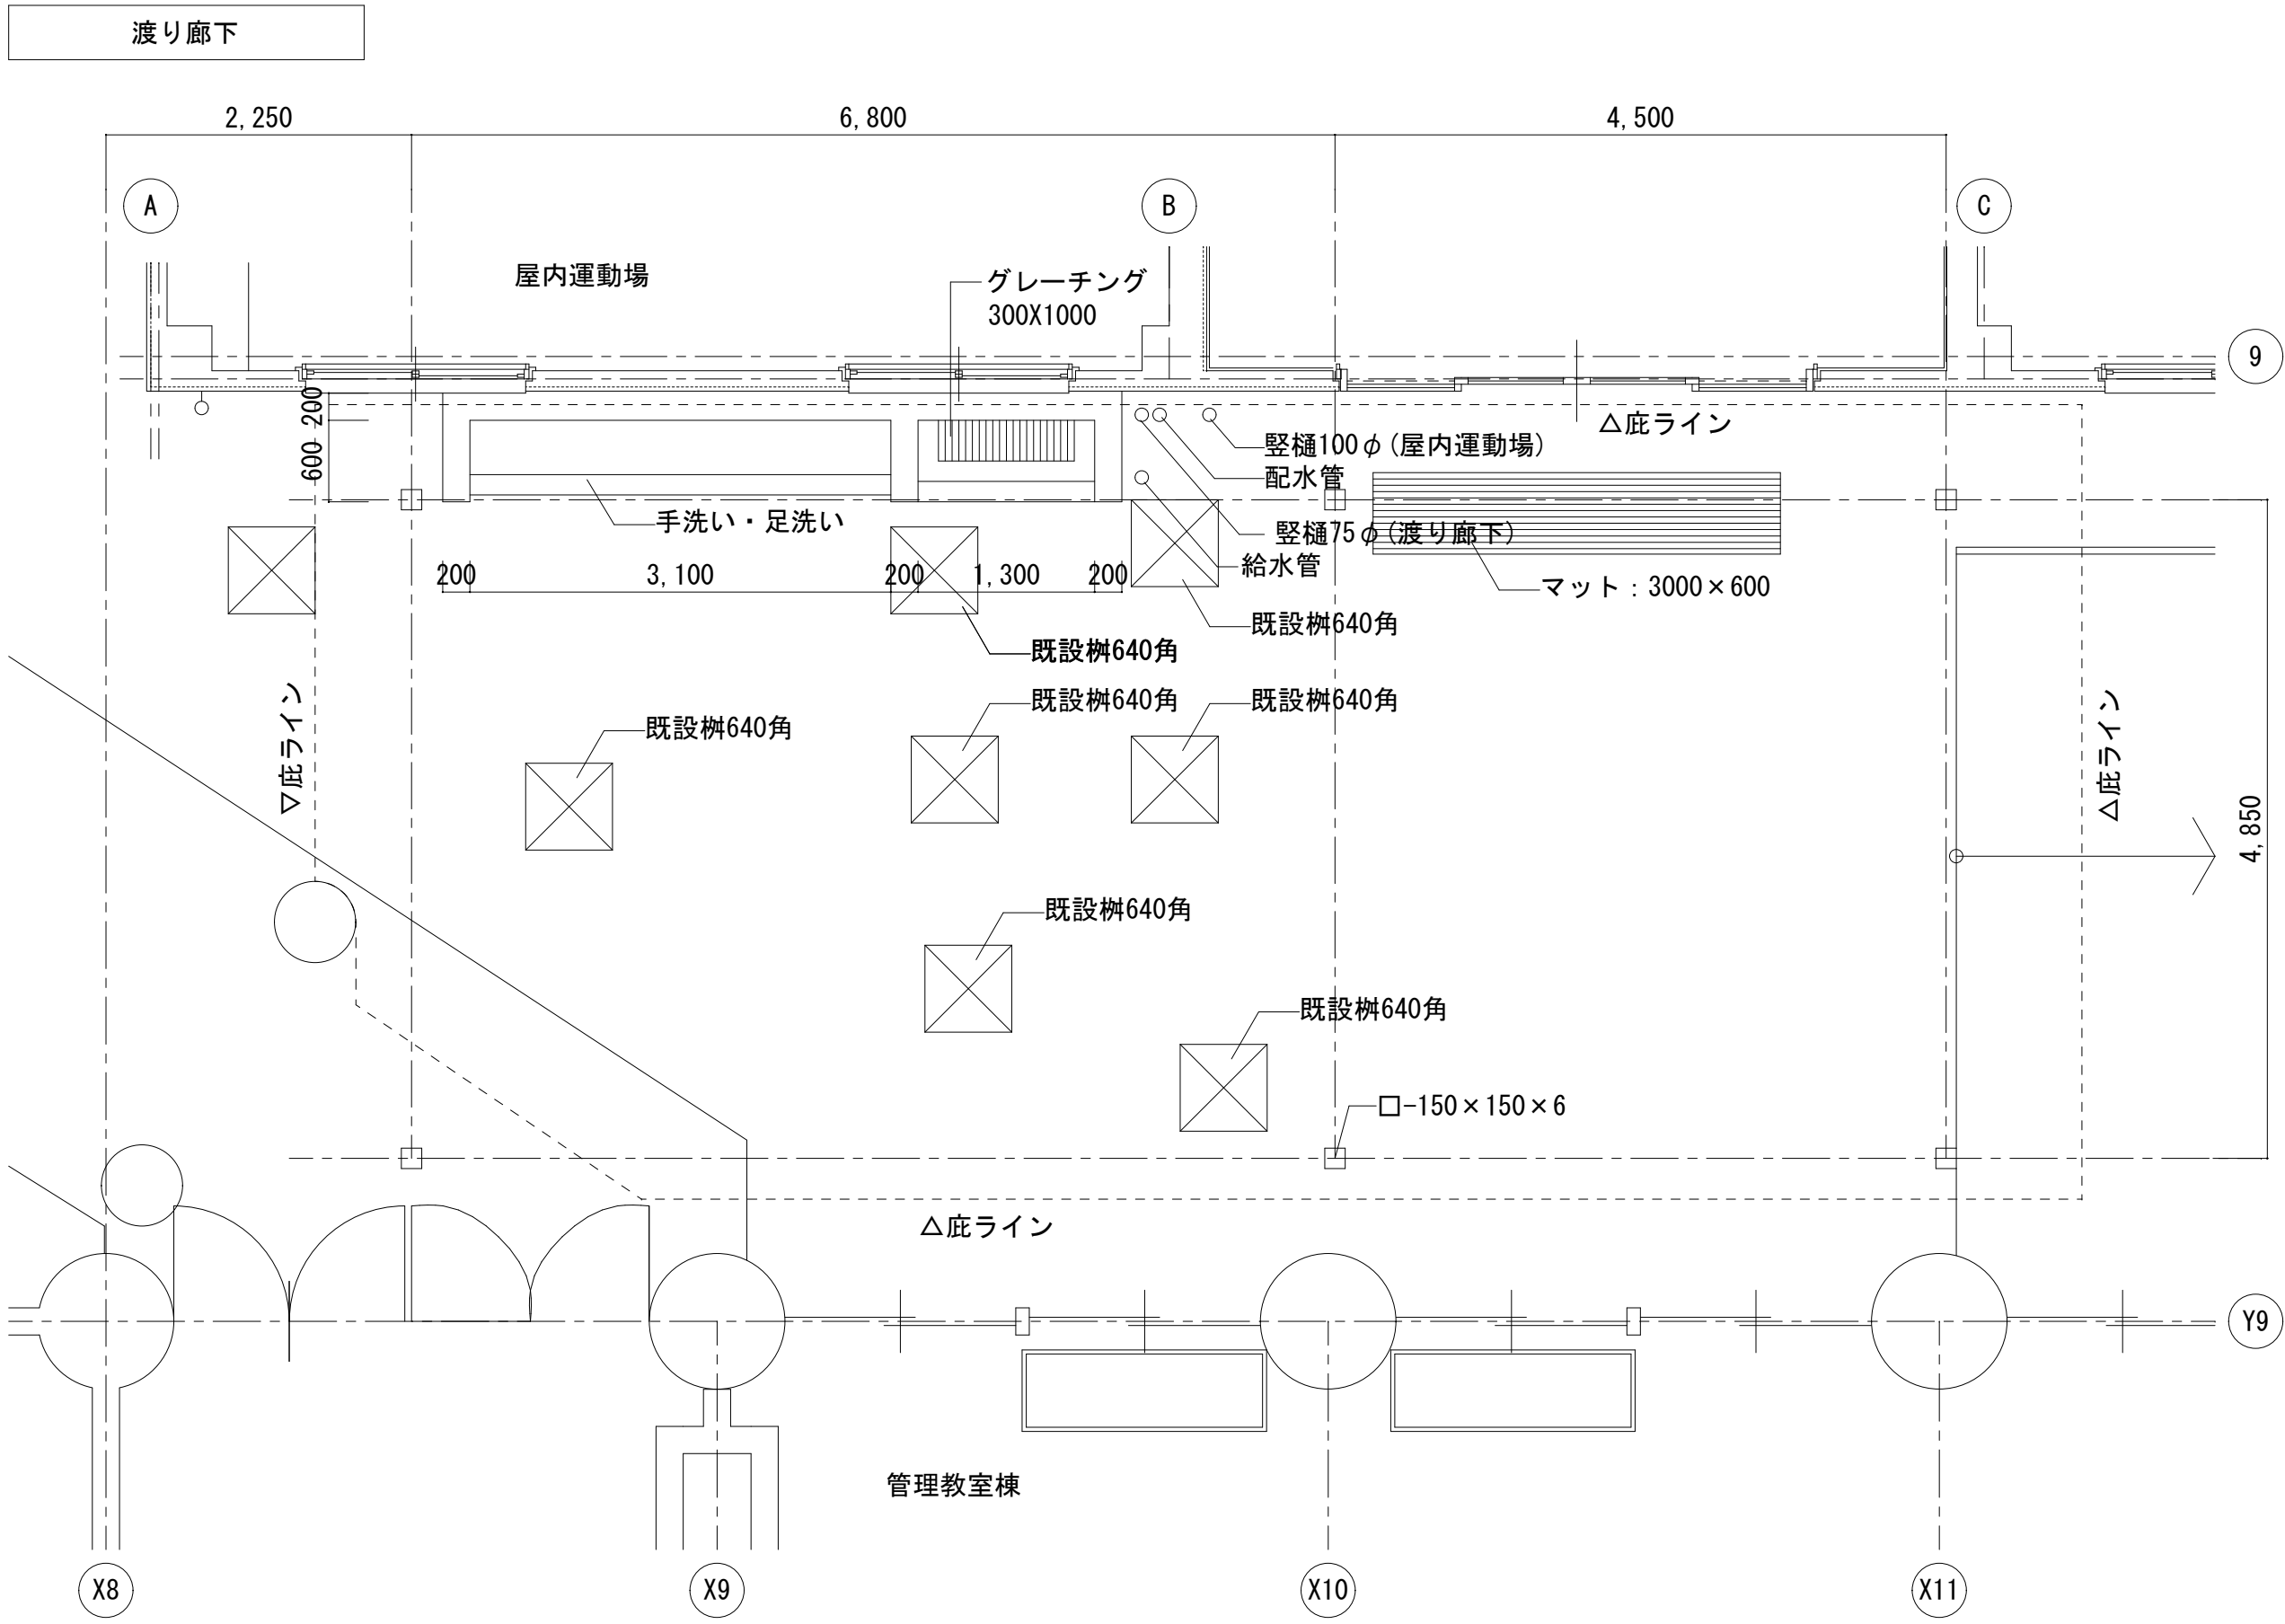 渡り廊下
2,250
6,800
4,500
A
B
C
屋内運動場
グレーチング
300X1000
9
200
600
△庇ライン
竪樋100φ(屋内運動場)
配水管
手洗い・足洗い
竪樋75φ(渡り廊下)
給水管
200
3,100
200
1,300
200
マット：3000×600
既設桝640角
既設桝640角
既設桝640角
既設桝640角
既設桝640角
▽庇ライン
△庇ライン
4,850
既設桝640角
既設桝640角
□-150×150×6
△庇ライン
Y9
管理教室棟
X8
X9
X10
X11